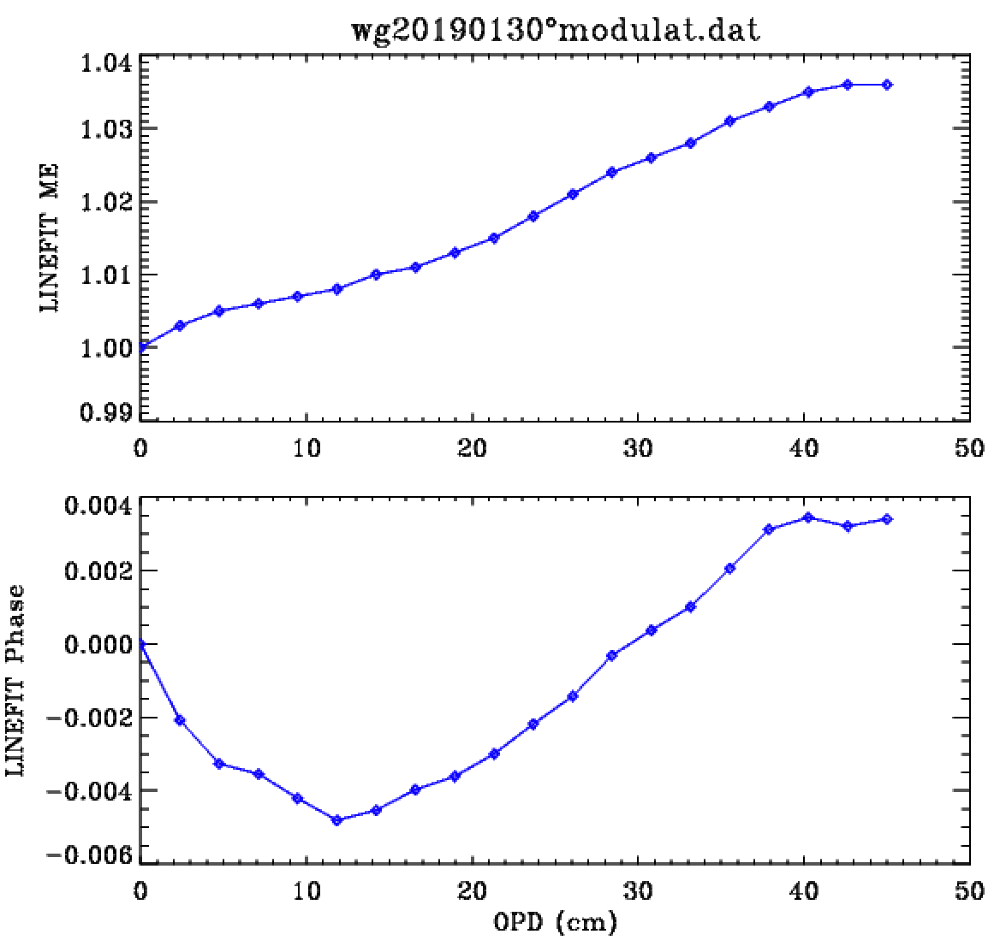 wg20190130°modulat.dat
1.04
1.03
1.02
1.01
1.00
0.99
LINEFIT ME
0 10 20 30 40 50
0.004
0.002
0.000
-0.002
-0.004
-0.006
LINEFIT Phase
0 10 20 30 40 50
OPD (cm)